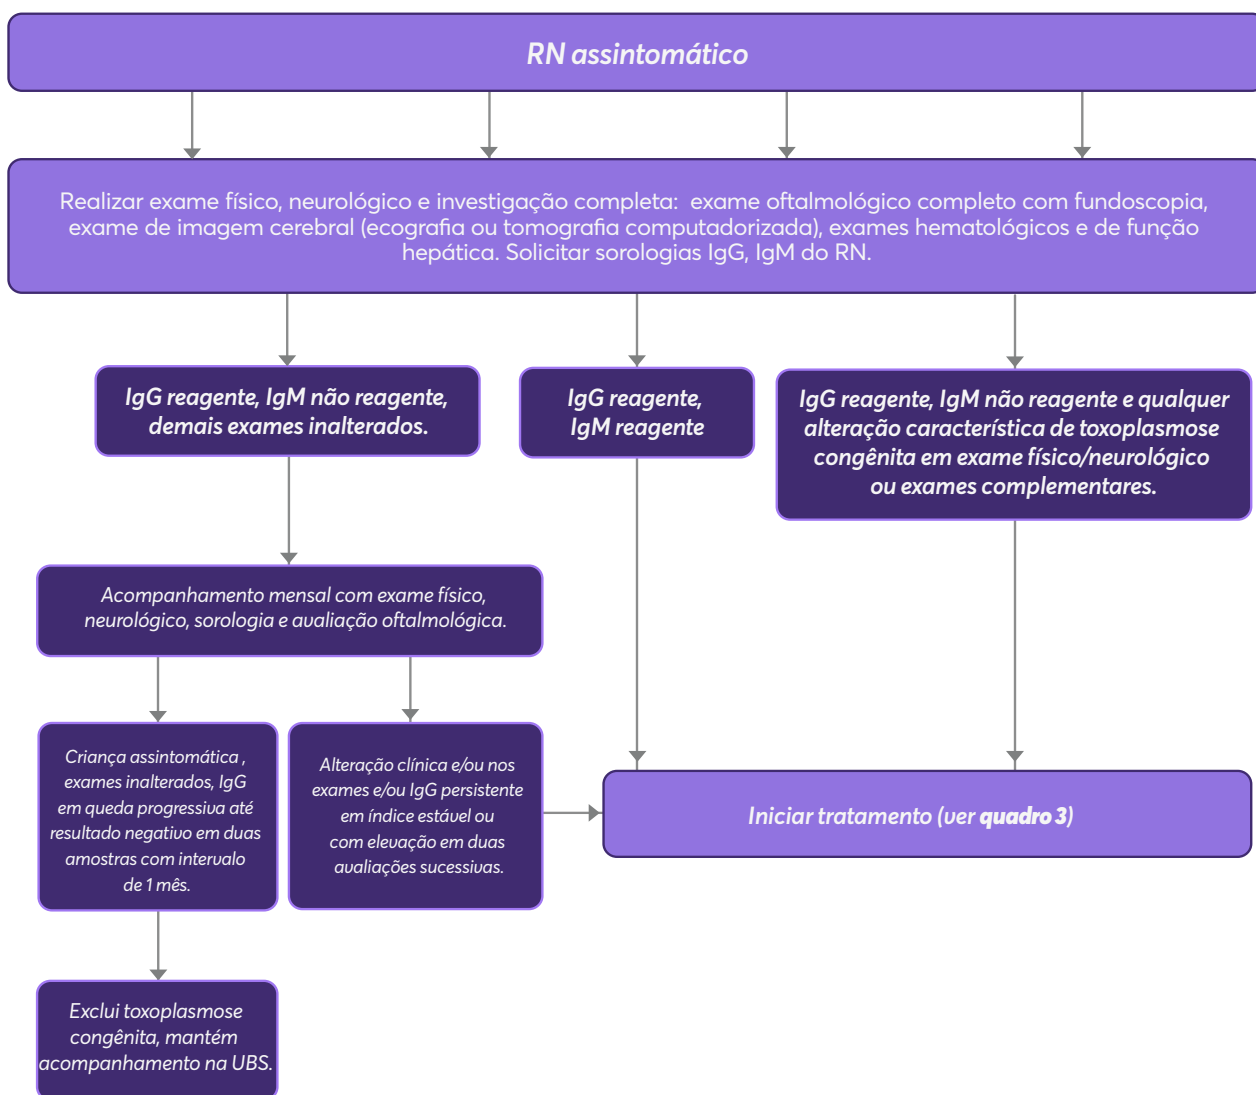 RN assintomático
Realizar exame físico, neurológico e investigação completa:  exame oftalmológico completo com fundoscopia,
exame de imagem cerebral (ecografia ou tomografia computadorizada), exames hematológicos e de função
hepática. Solicitar sorologias IgG, IgM do RN.
IgG reagente, IgM não reagente,
demais exames inalterados.
IgG reagente,
IgM reagente
IgG reagente, IgM não reagente e qualquer
alteração característica de toxoplasmose
congênita em exame físico/neurológico
ou exames complementares.
Acompanhamento mensal com exame físico,
neurológico, sorologia e avaliação oftalmológica.
Criança assintomática ,
exames inalterados, IgG
em queda progressiva até
resultado negativo em duas
amostras com intervalo
de 1 mês.
Alteração clínica e/ou nos
exames e/ou IgG persistente
em índice estável ou
com elevação em duas
avaliações sucessivas.
Iniciar tratamento (ver quadro 3)
Exclui toxoplasmose
congênita, mantém
acompanhamento na UBS.